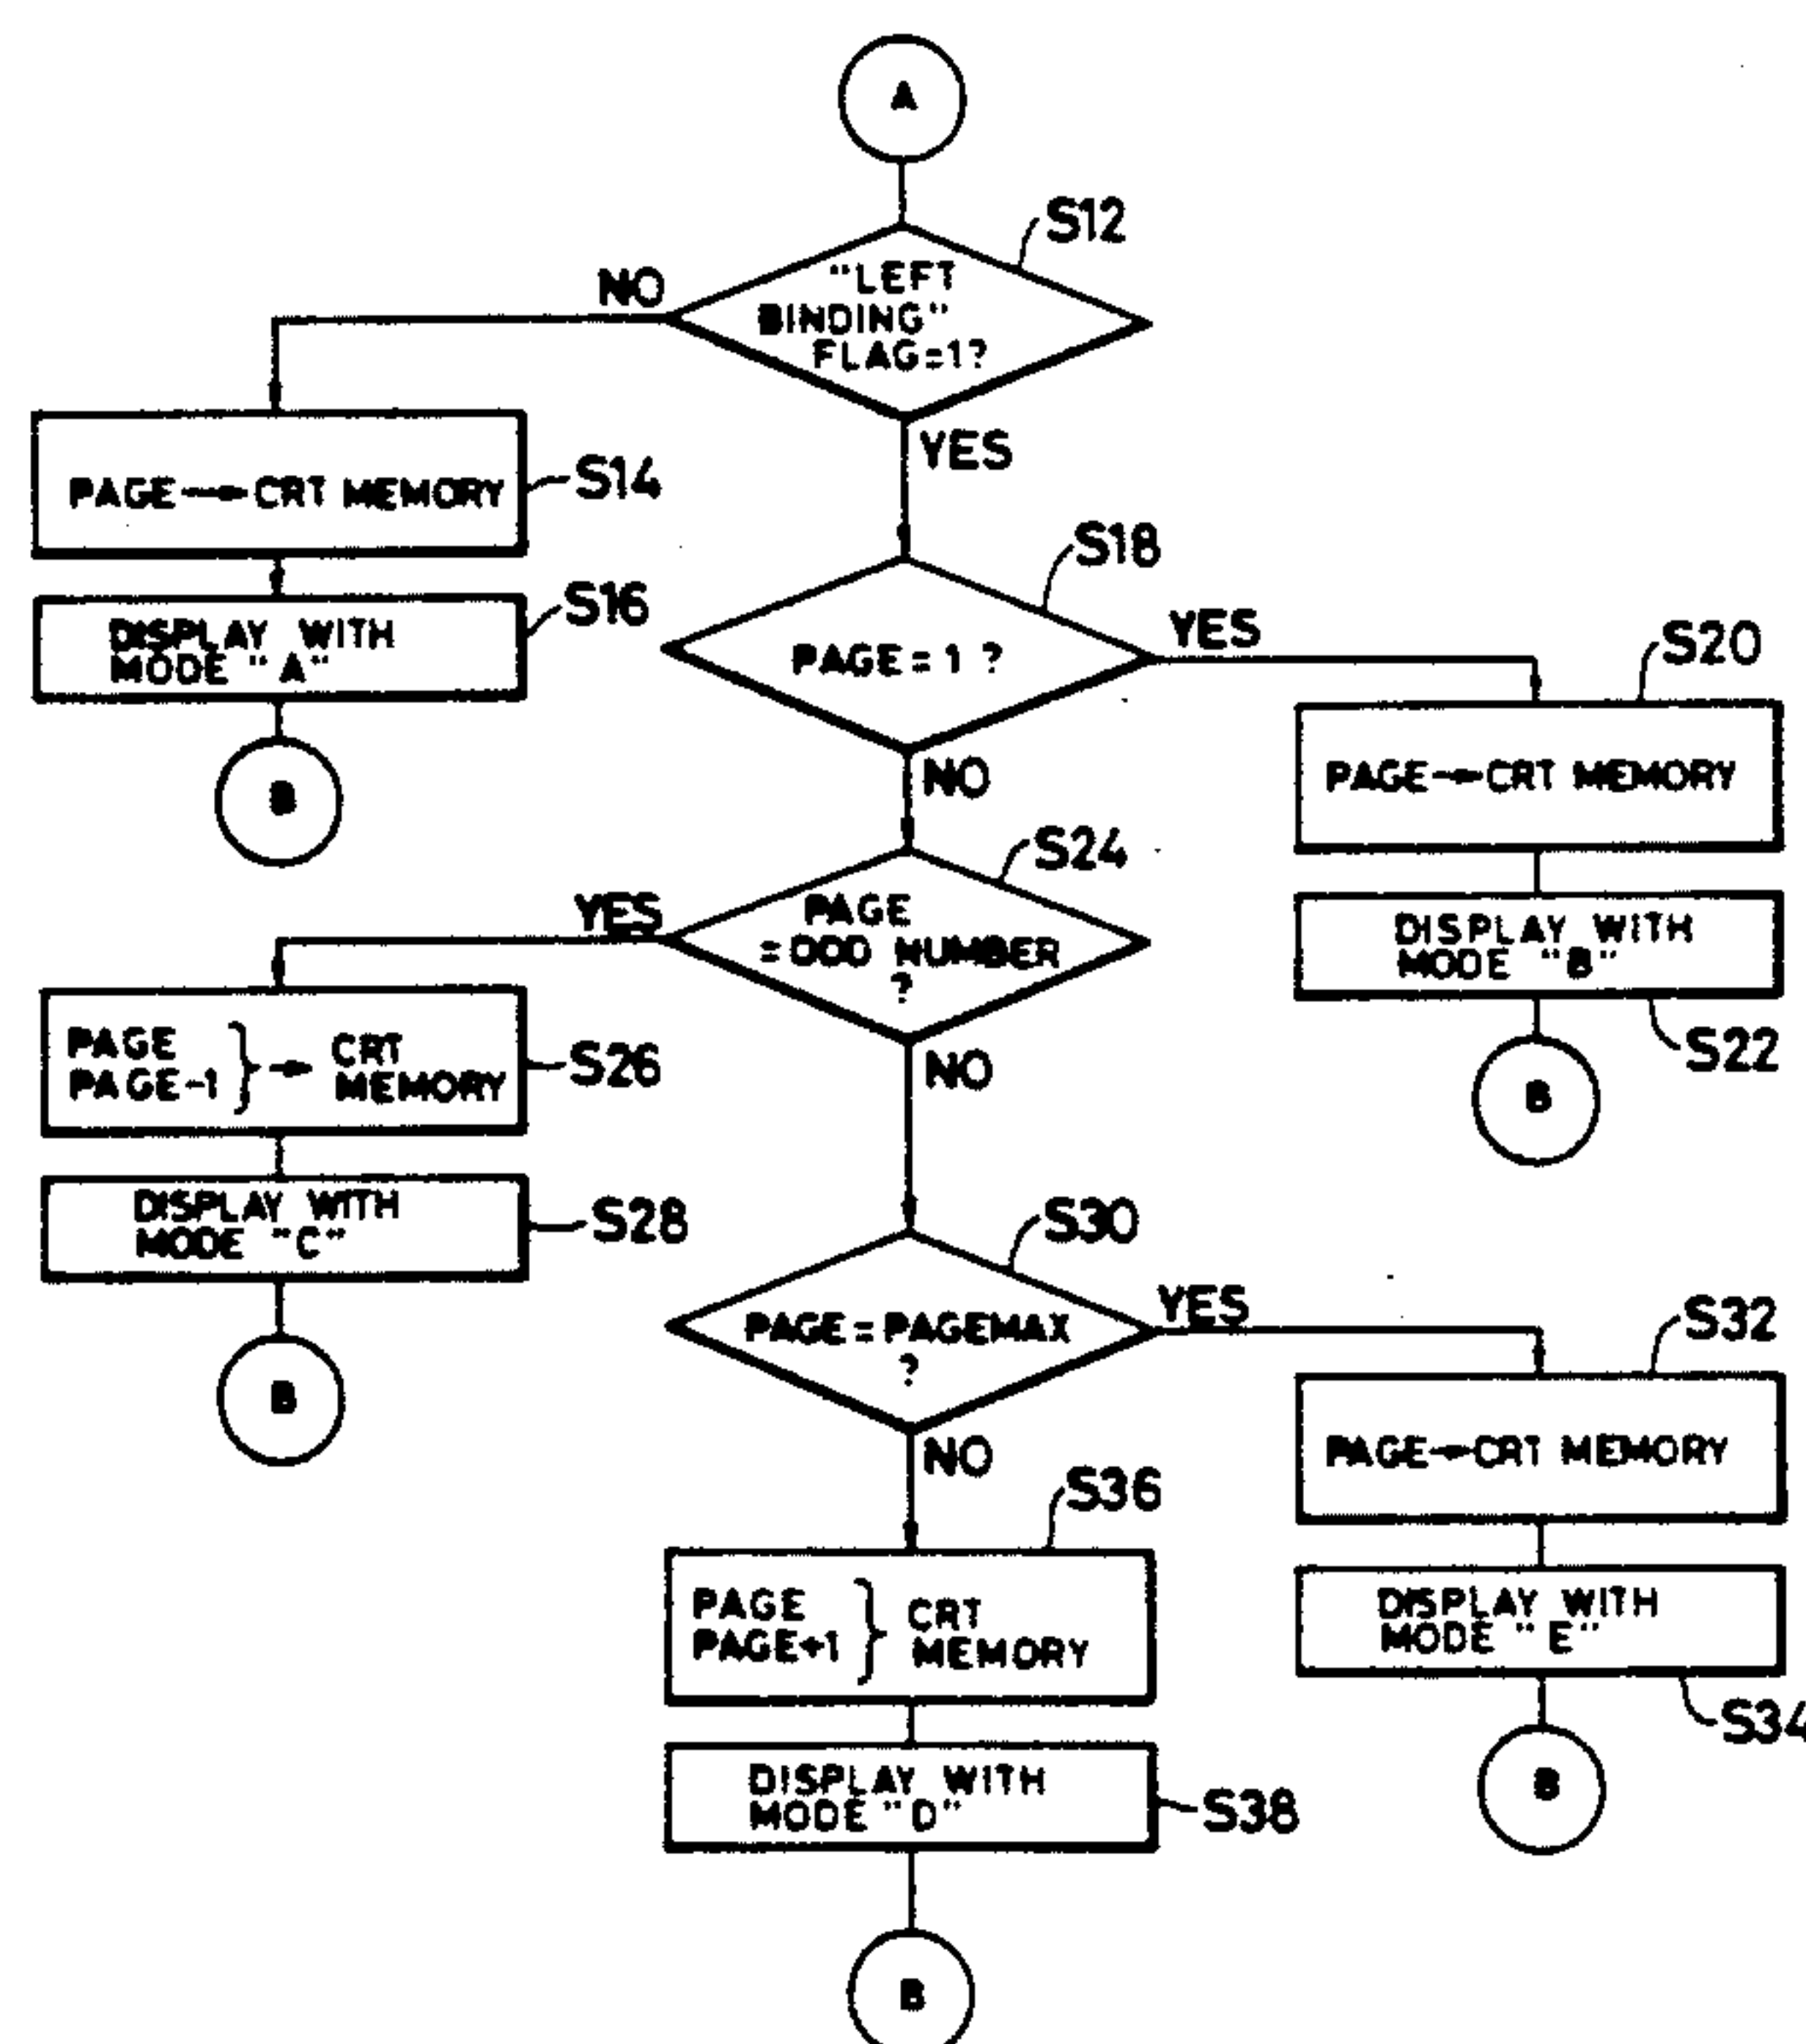 A
S12
"LEFT
BINDING"
FLAG=1?
NO
YES
PAGE→CRT MEMORY
S14
DISPLAY WITH
MODE "A"
S16
B
S18
PAGE=1 ?
YES
NO
S20
PAGE→CRT MEMORY
DISPLAY WITH
MODE "B"
S22
B
S24
PAGE
=ODD NUMBER
?
YES
NO
PAGE
PAGE-1 } → CRT
MEMORY
S26
DISPLAY WITH
MODE "C"
S28
B
S30
PAGE=PAGEMAX
?
YES
NO
S32
PAGE→CRT MEMORY
DISPLAY WITH
MODE "E"
S34
B
S36
PAGE
PAGE+1 } CRT
MEMORY
DISPLAY WITH
MODE "D"
S38
B